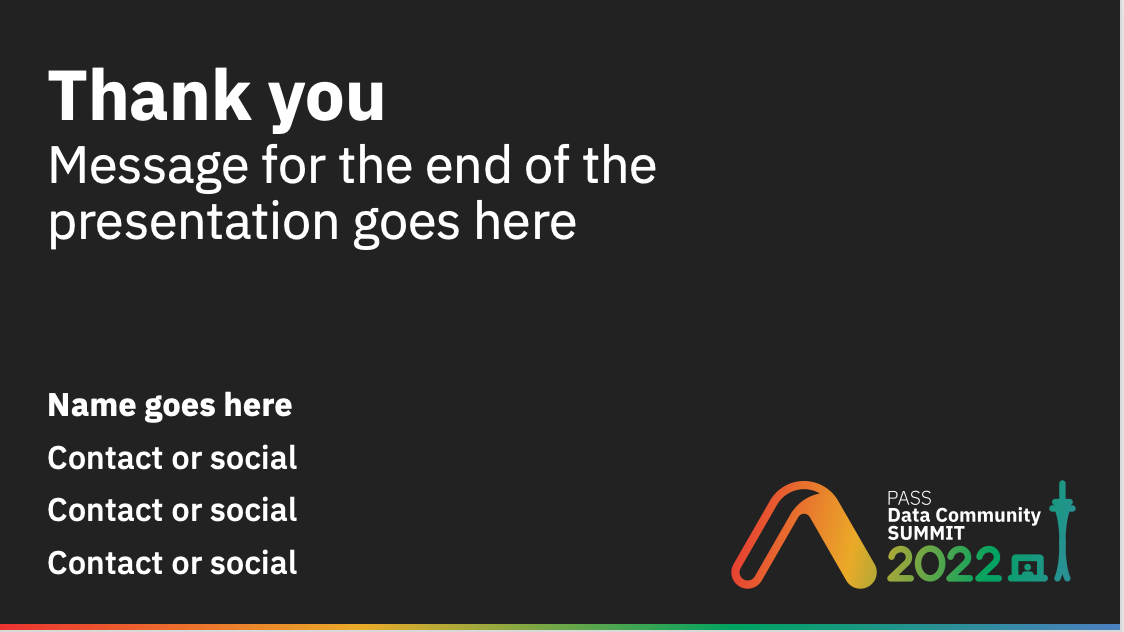 Thank you
Message for the end of the
presentation goes here
Name goes here
Contact or social
Contact or social
Contact or social
PASS
Data Community
SUMMIT
2022